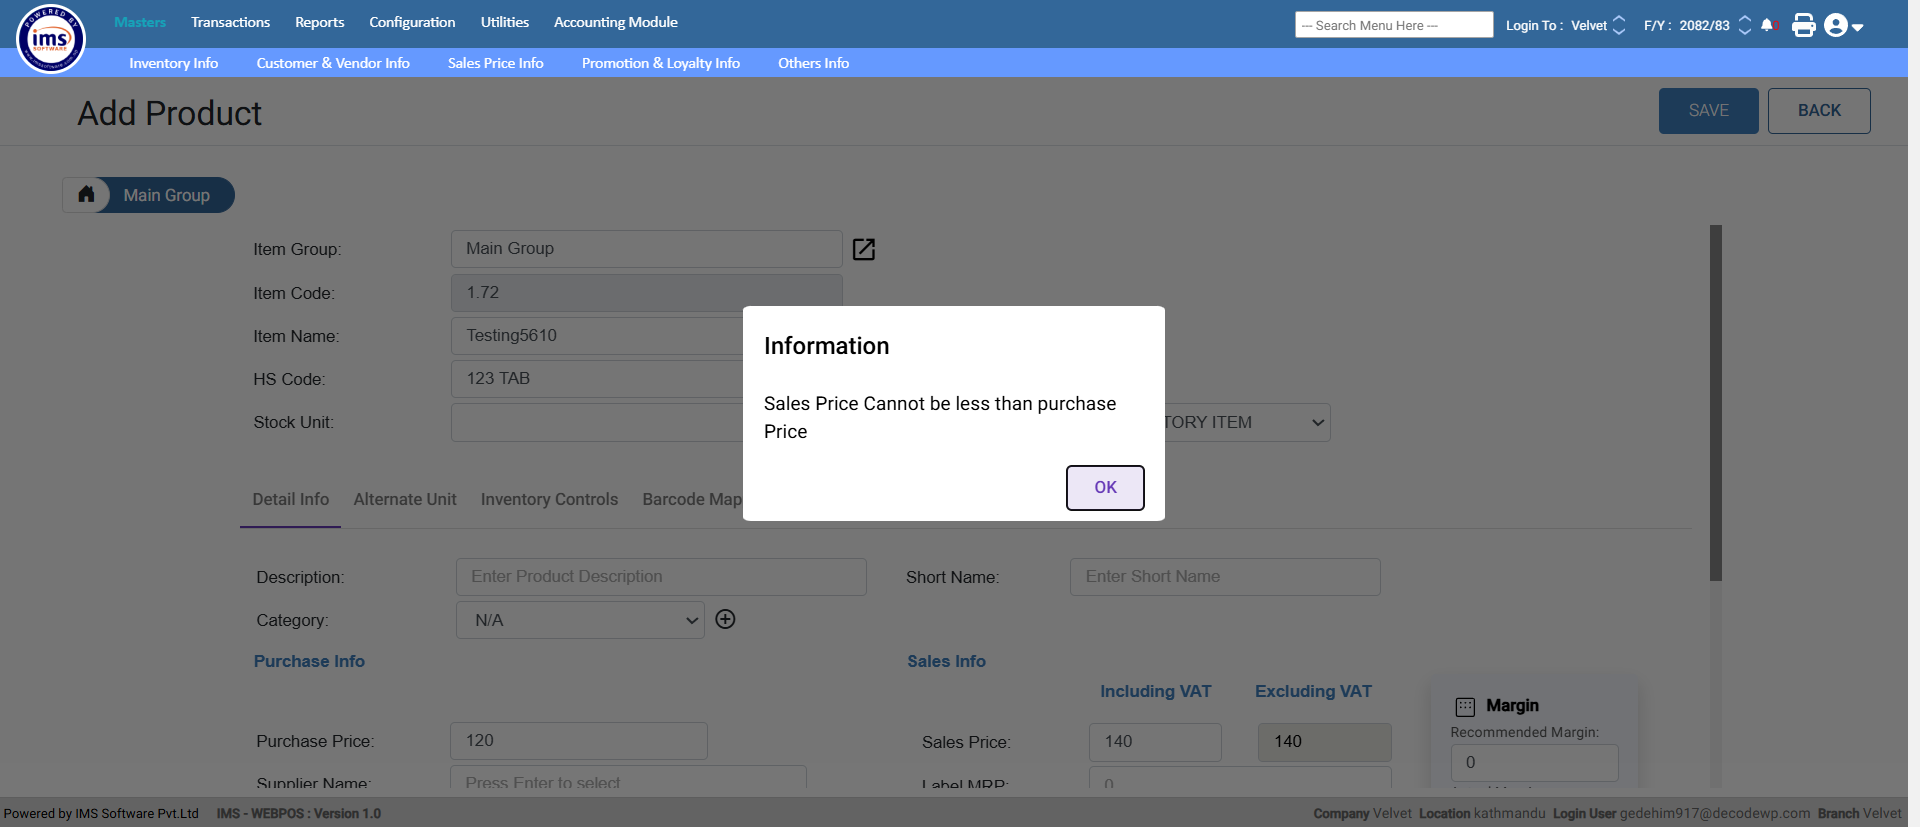 Masters Transactions Reports Configuration Utilities Accounting Module
--- Search Menu Here --- Login To : Velvet F/Y : 2082/83
POWERED BY
ims
SOFTWARE
Inventory Info Customer & Vendor Info Sales Price Info Promotion & Loyalty Info Others Info
Add Product
SAVE BACK
Main Group
Item Group: Main Group
Item Code: 1.72
Item Name: Testing5610
HS Code: 123 TAB
Stock Unit: TORY ITEM
Information
Sales Price Cannot be less than purchase
Price
OK
Detail Info Alternate Unit Inventory Controls Barcode Map
Description: Enter Product Description Short Name: Enter Short Name
Category: N/A
Purchase Info Sales Info
Including VAT Excluding VAT
Margin
Recommended Margin:
0
Purchase Price: 120 Sales Price: 140 140
Supplier Name: Press Enter to select Label MRP: 0
Powered by IMS Software Pvt.Ltd IMS - WEBPOS : Version 1.0 Company Velvet Location kathmandu Login User gedehim917@decodewp.com Branch Velvet